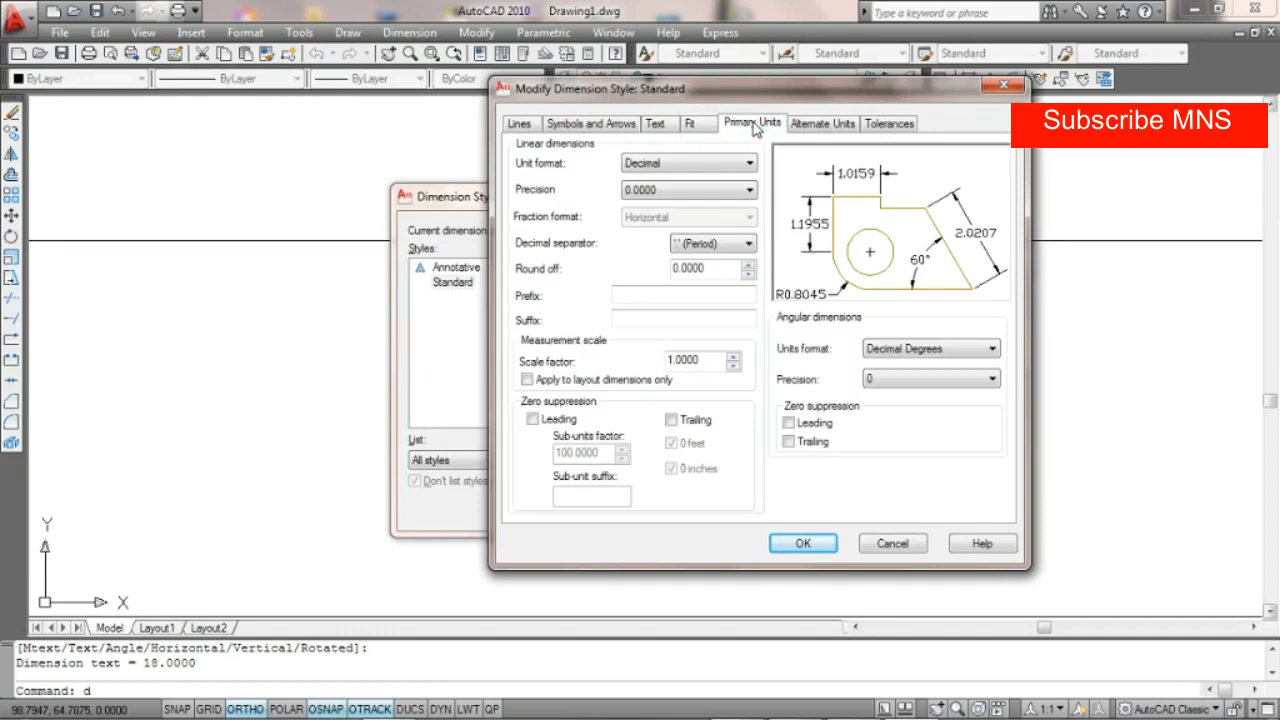 AutoCAD 2010 Drawing1.dwg
Type a keyword or phrase
File Edit View Insert Format Tools Draw Dimension Modify Parametric Window Help Express
Standard Standard Standard Standard
ByLayer ByLayer ByLayer ByColor
Modify Dimension Style: Standard
Subscribe MNS
Lines Symbols and Arrows Text Fit Primary Units Alternate Units Tolerances
Linear dimensions
Unit format: Decimal
Precision 0.0000
Fraction format: Horizontal
Decimal separator: '.' (Period)
Round off: 0.0000
Prefix:
Suffix:
Measurement scale
Scale factor: 1.0000
Apply to layout dimensions only
Zero suppression
Leading Trailing
Sub-units factor:
100.0000
0 feet
Sub-unit suffix:
0 inches
1.0159
1.1955
2.0207
60°
R0.8045
Angular dimensions
Units format: Decimal Degrees
Precision: 0
Zero suppression
Leading
Trailing
OK Cancel Help
Dimension Sty
Current dimension
Styles:
Annotative
Standard
List:
All styles
Don't list styles
Y
X
Model Layout1 Layout2
[Mtext/Text/Angle/Horizontal/Vertical/Rotated]:
Dimension text = 18.0000
Command: d
98.7947, 64.7875, 0.0000 SNAP GRID ORTHO POLAR OSNAP OTRACK DUCS DYN LWT QP 1:1 AutoCAD Classic